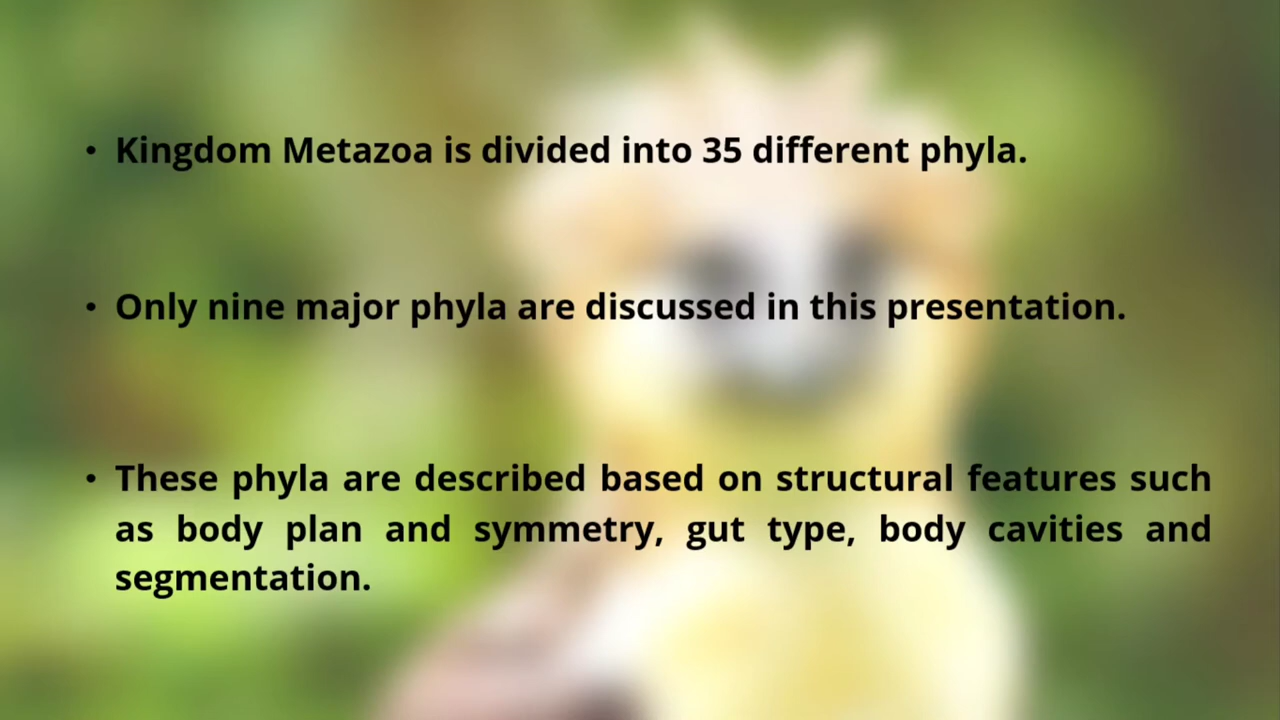 • Kingdom Metazoa is divided into 35 different phyla.
• Only nine major phyla are discussed in this presentation.
• These phyla are described based on structural features such
as body plan and symmetry, gut type, body cavities and
segmentation.